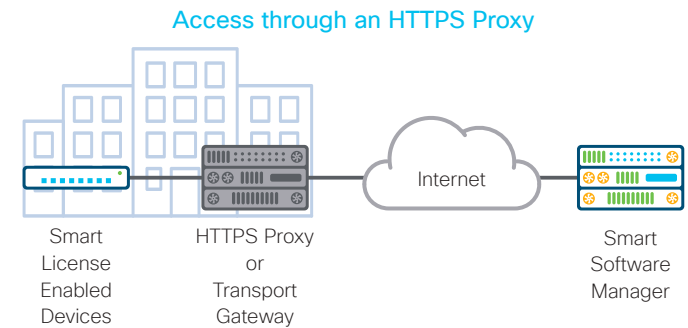 Access through an HTTPS Proxy
Internet
Smart
License
Enabled
Devices
HTTPS Proxy
or
Transport
Gateway
Smart
Software
Manager